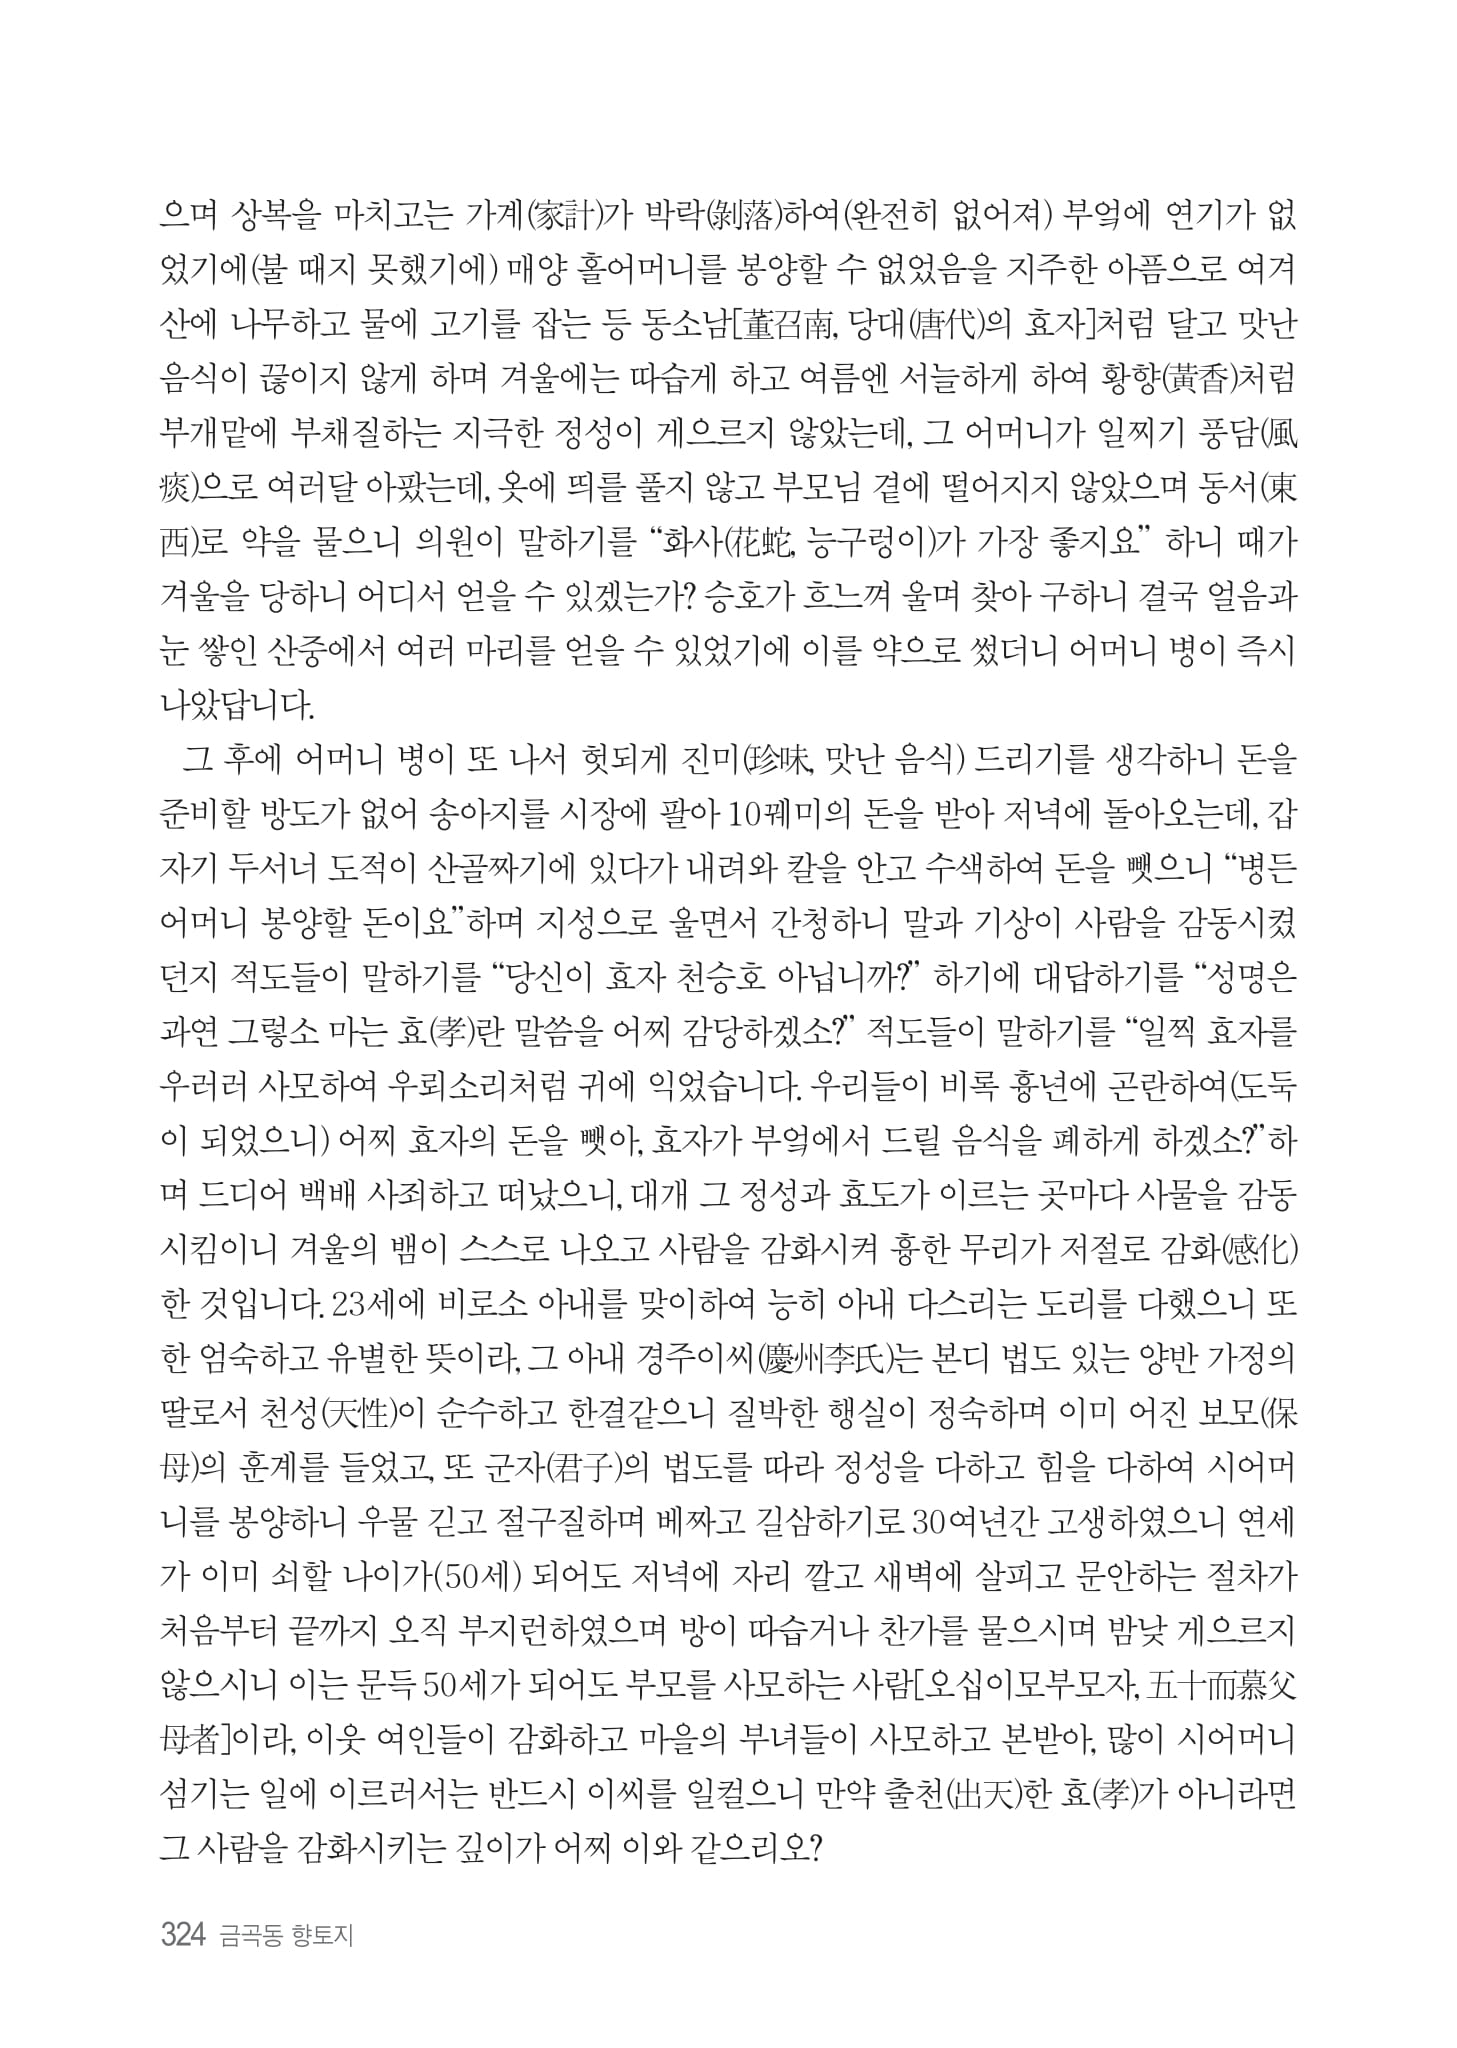 으며 상복을 마치고는 가계(家計)가 박락(剝落)하여(완전히 없어져) 부엌에 연기가 없
었기에(불 때지 못했기에) 매양 홀어머니를 봉양할 수 없었음을 지주한 아픔으로 여겨
산에 나무하고 물에 고기를 잡는 등 동소남[董召南, 당대(唐代)의 효자]처럼 달고 맛난
음식이 끊이지 않게 하며 겨울에는 따습게 하고 여름엔 서늘하게 하여 황향(黃香)처럼
부개맡에 부채질하는 지극한 정성이 게으르지 않았는데, 그 어머니가 일찌기 풍담(風
痰)으로 여러달 아팠는데, 옷에 띄를 풀지 않고 부모님 곁에 떨어지지 않았으며 동서(東
西)로 약을 물으니 의원이 말하기를 “화사(花蛇, 능구렁이)가 가장 좋지요” 하니 때가
겨울을 당하니 어디서 얻을 수 있겠는가? 승호가 흐느껴 울며 찾아 구하니 결국 얼음과
눈 쌓인 산중에서 여러 마리를 얻을 수 있었기에 이를 약으로 썼더니 어머니 병이 즉시
나았답니다.
그 후에 어머니 병이 또 나서 헛되게 진미(珍味, 맛난 음식) 드리기를 생각하니 돈을
준비할 방도가 없어 송아지를 시장에 팔아 10꿰미의 돈을 받아 저녁에 돌아오는데, 갑
자기 두서너 도적이 산골짜기에 있다가 내려와 칼을 안고 수색하여 돈을 뺏으니 “병든
어머니 봉양할 돈이요”하며 지성으로 울면서 간청하니 말과 기상이 사람을 감동시켰
던지 적도들이 말하기를 “당신이 효자 천승호 아닙니까?” 하기에 대답하기를 “성명은
과연 그렇소 마는 효(孝)란 말씀을 어찌 감당하겠소?” 적도들이 말하기를 “일찍 효자를
우러러 사모하여 우뢰소리처럼 귀에 익었습니다. 우리들이 비록 흉년에 곤란하여(도둑
이 되었으니) 어찌 효자의 돈을 뺏아, 효자가 부엌에서 드릴 음식을 폐하게 하겠소?”하
며 드디어 백배 사죄하고 떠났으니, 대개 그 정성과 효도가 이르는 곳마다 사물을 감동
시킴이니 겨울의 뱀이 스스로 나오고 사람을 감화시켜 흉한 무리가 저절로 감화(感化)
한 것입니다. 23세에 비로소 아내를 맞이하여 능히 아내 다스리는 도리를 다했으니 또
한 엄숙하고 유별한 뜻이라, 그 아내 경주이씨(慶州李氏)는 본디 법도 있는 양반 가정의
딸로서 천성(天性)이 순수하고 한결같으니 질박한 행실이 정숙하며 이미 어진 보모(保
母)의 훈계를 들었고, 또 군자(君子)의 법도를 따라 정성을 다하고 힘을 다하여 시어머
니를 봉양하니 우물 긷고 절구질하며 베짜고 길삼하기로 30여년간 고생하였으니 연세
가 이미 쇠할 나이가(50세) 되어도 저녁에 자리 깔고 새벽에 살피고 문안하는 절차가
처음부터 끝까지 오직 부지런하였으며 방이 따습거나 찬가를 물으시며 밤낮 게으르지
않으시니 이는 문득 50세가 되어도 부모를 사모하는 사람[오십이모부모자, 五十而慕父
母者]이라, 이웃 여인들이 감화하고 마을의 부녀들이 사모하고 본받아, 많이 시어머니
섬기는 일에 이르러서는 반드시 이씨를 일컬으니 만약 출천(出天)한 효(孝)가 아니라면
그 사람을 감화시키는 깊이가 어찌 이와 같으리오?
324 금곡동 향토지